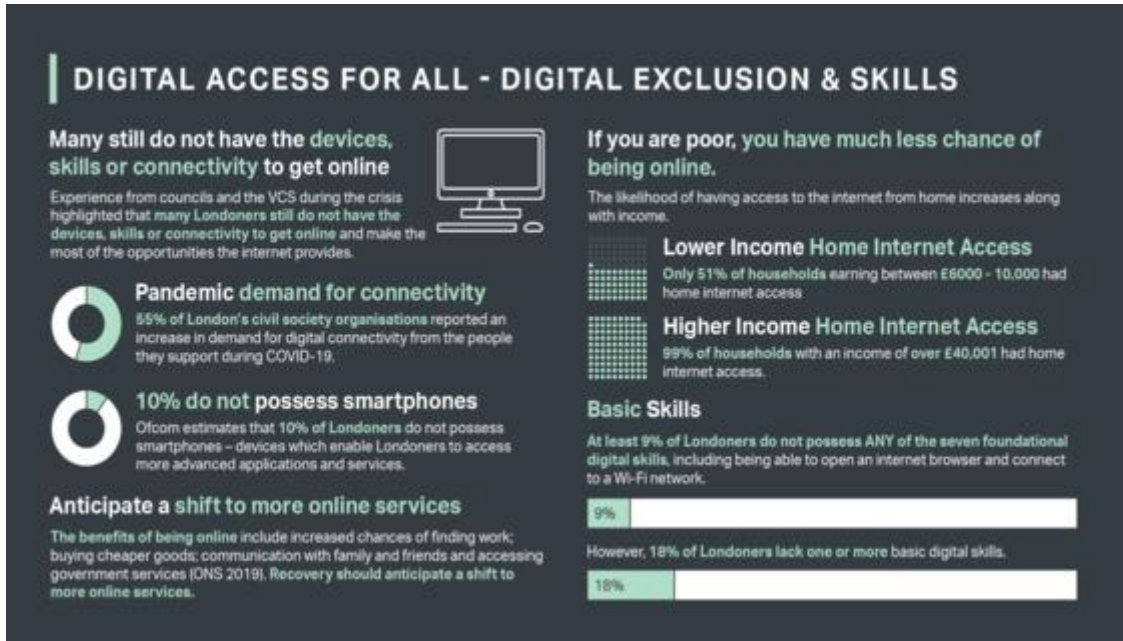 DIGITAL ACCESS FOR ALL - DIGITAL EXCLUSION & SKILLS
Many still do not have the devices,
skills or connectivity to get online
Experience from councils and the VCS during the crisis
highlighted that many Londoners still do not have the
devices, skills or connectivity to get online and make the
most of the opportunities the internet provides.
Pandemic demand for connectivity
55% of London's civil society organisations reported an
increase in demand for digital connectivity from the people
they support during COVID-19.
10% do not possess smartphones
Ofcom estimates that 10% of Londoners do not possess
smartphones – devices which enable Londoners to access
more advanced applications and services.
Anticipate a shift to more online services
The benefits of being online include increased chances of finding work;
buying cheaper goods; communication with family and friends and accessing
government services (ONS 2019). Recovery should anticipate a shift to
more online services.
If you are poor, you have much less chance of
being online.
The likelihood of having access to the internet from home increases along
with income.
Lower Income Home Internet Access
Only 51% of households earning between £6000 - 10,000 had
home internet access
Higher Income Home Internet Access
99% of households with an income of over £40,001 had home
internet access.
Basic Skills
At least 9% of Londoners do not possess ANY of the seven foundational
digital skills, including being able to open an internet browser and connect
to a Wi-Fi network.
9%
However, 18% of Londoners lack one or more basic digital skills.
18%